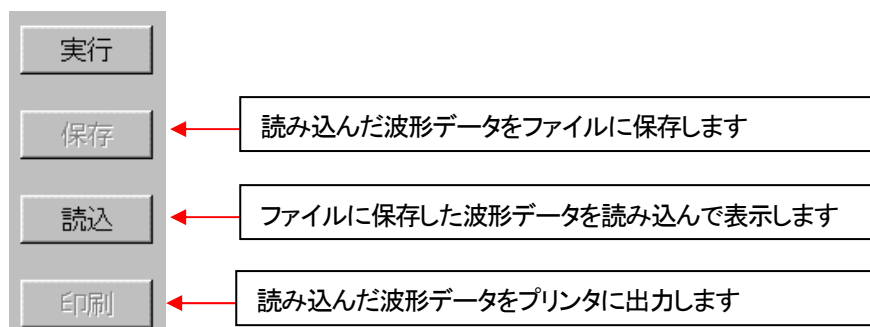 実行
保存
読み込んだ波形データをファイルに保存します
読込
ファイルに保存した波形データを読み込んで表示します
印刷
読み込んだ波形データをプリンタに出力します